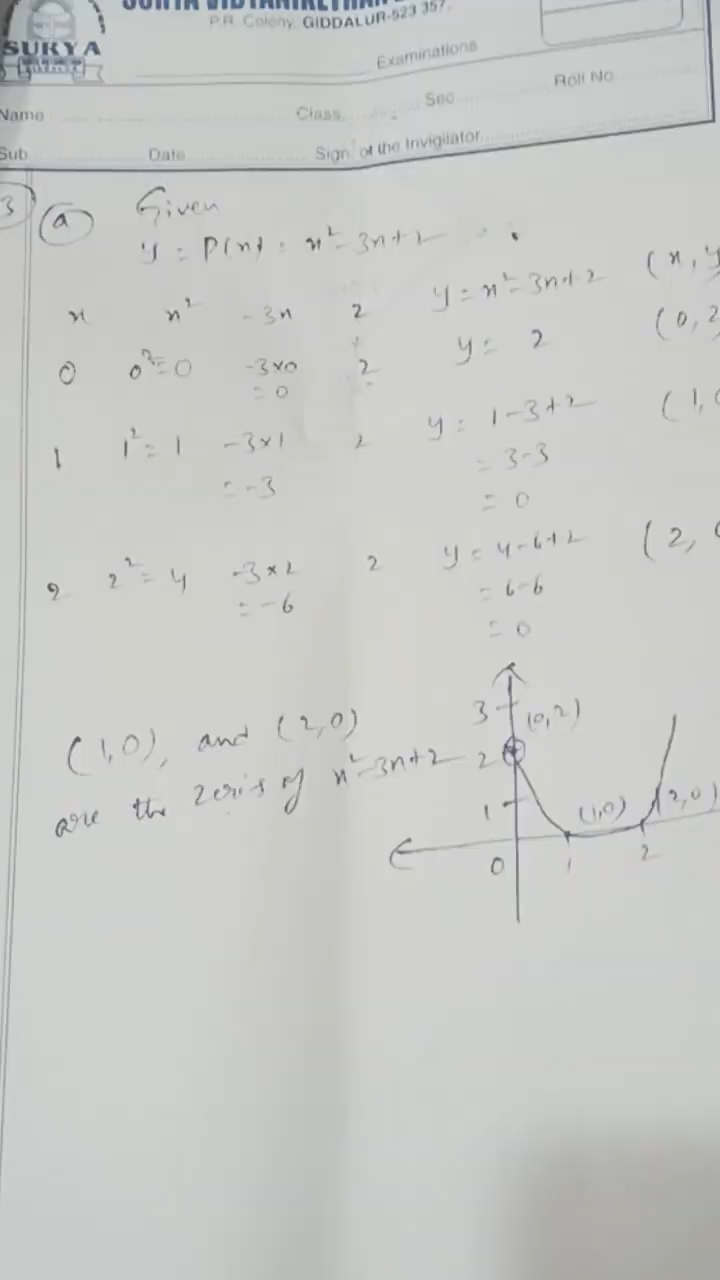 P.R. Colony, GIDDALUR-523 357.
SURYA
Examinations
Name Class Sec Roll No
Sub Date Sign of the Invigilator
3 a Given
y = P(x) = x² - 3x + 2
x x² -3x 2 y = x² - 3x + 2 (x, y
0 0² = 0 -3×0 2 y = 2 (0, 2
= 0
1 1² = 1 -3×1 2 y = 1 - 3 + 2 (1,
= -3 = 3 - 3
= 0
2 2² = 4 -3×2 2 y = 4 - 6 + 2 (2,
= -6 = 6 - 6
= 0
(1,0), and (2,0)
are the zeris of x² - 3x + 2
3 (0,2)
2
1 (1,0) (2,0)
0 1 2